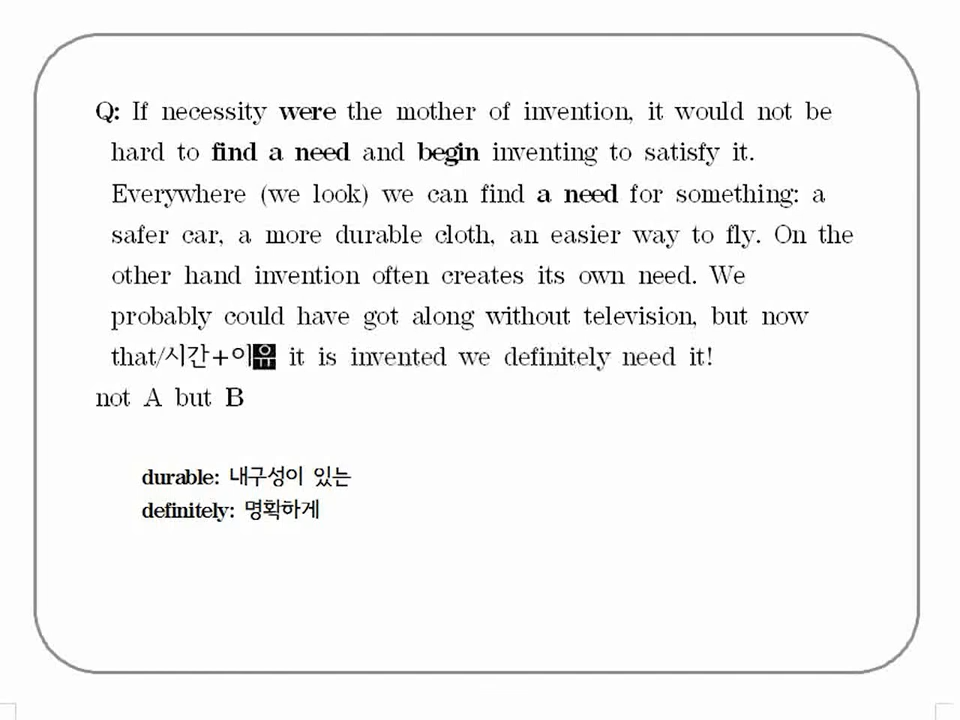 Q: If necessity were the mother of invention, it would not be
hard to find a need and begin inventing to satisfy it.
Everywhere (we look) we can find a need for something: a
safer car, a more durable cloth, an easier way to fly. On the
other hand invention often creates its own need. We
probably could have got along without television, but now
that/시간+이유 it is invented we definitely need it!
not A but B
durable: 내구성이 있는
definitely: 명확하게